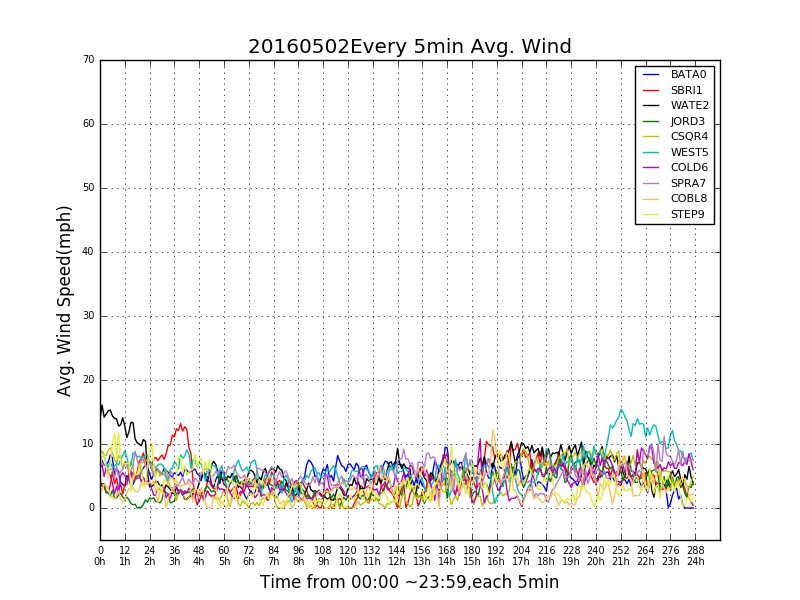 20160502Every 5min Avg. Wind
70
60
50
40
30
20
10
0
Avg. Wind Speed(mph)
BATA0
SBRI1
WATE2
JORD3
CSQR4
WEST5
COLD6
SPRA7
COBL8
STEP9
0 12 24 36 48 60 72 84 96 108 120 132 144 156 168 180 192 204 216 228 240 252 264 276 288
0h 1h 2h 3h 4h 5h 6h 7h 8h 9h 10h 11h 12h 13h 14h 15h 16h 17h 18h 19h 20h 21h 22h 23h 24h
Time from 00:00 ~23:59,each 5min